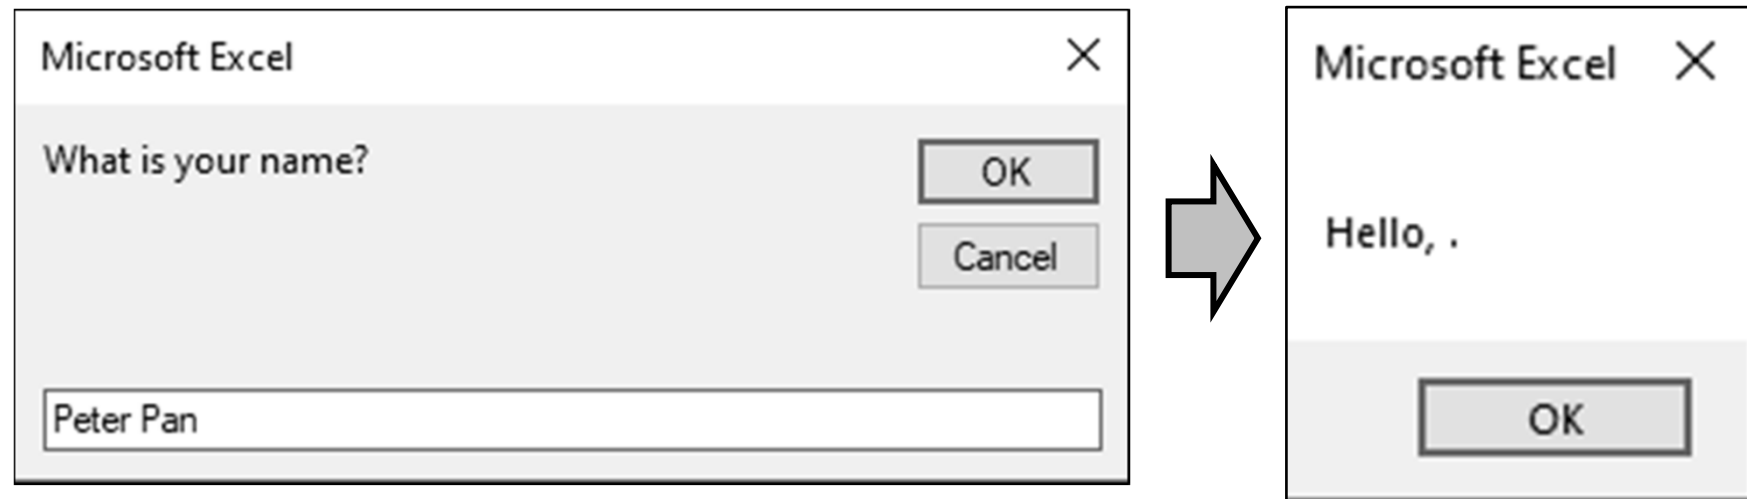 Microsoft Excel
What is your name?
OK
Cancel
Peter Pan
Microsoft Excel
Hello, .
OK